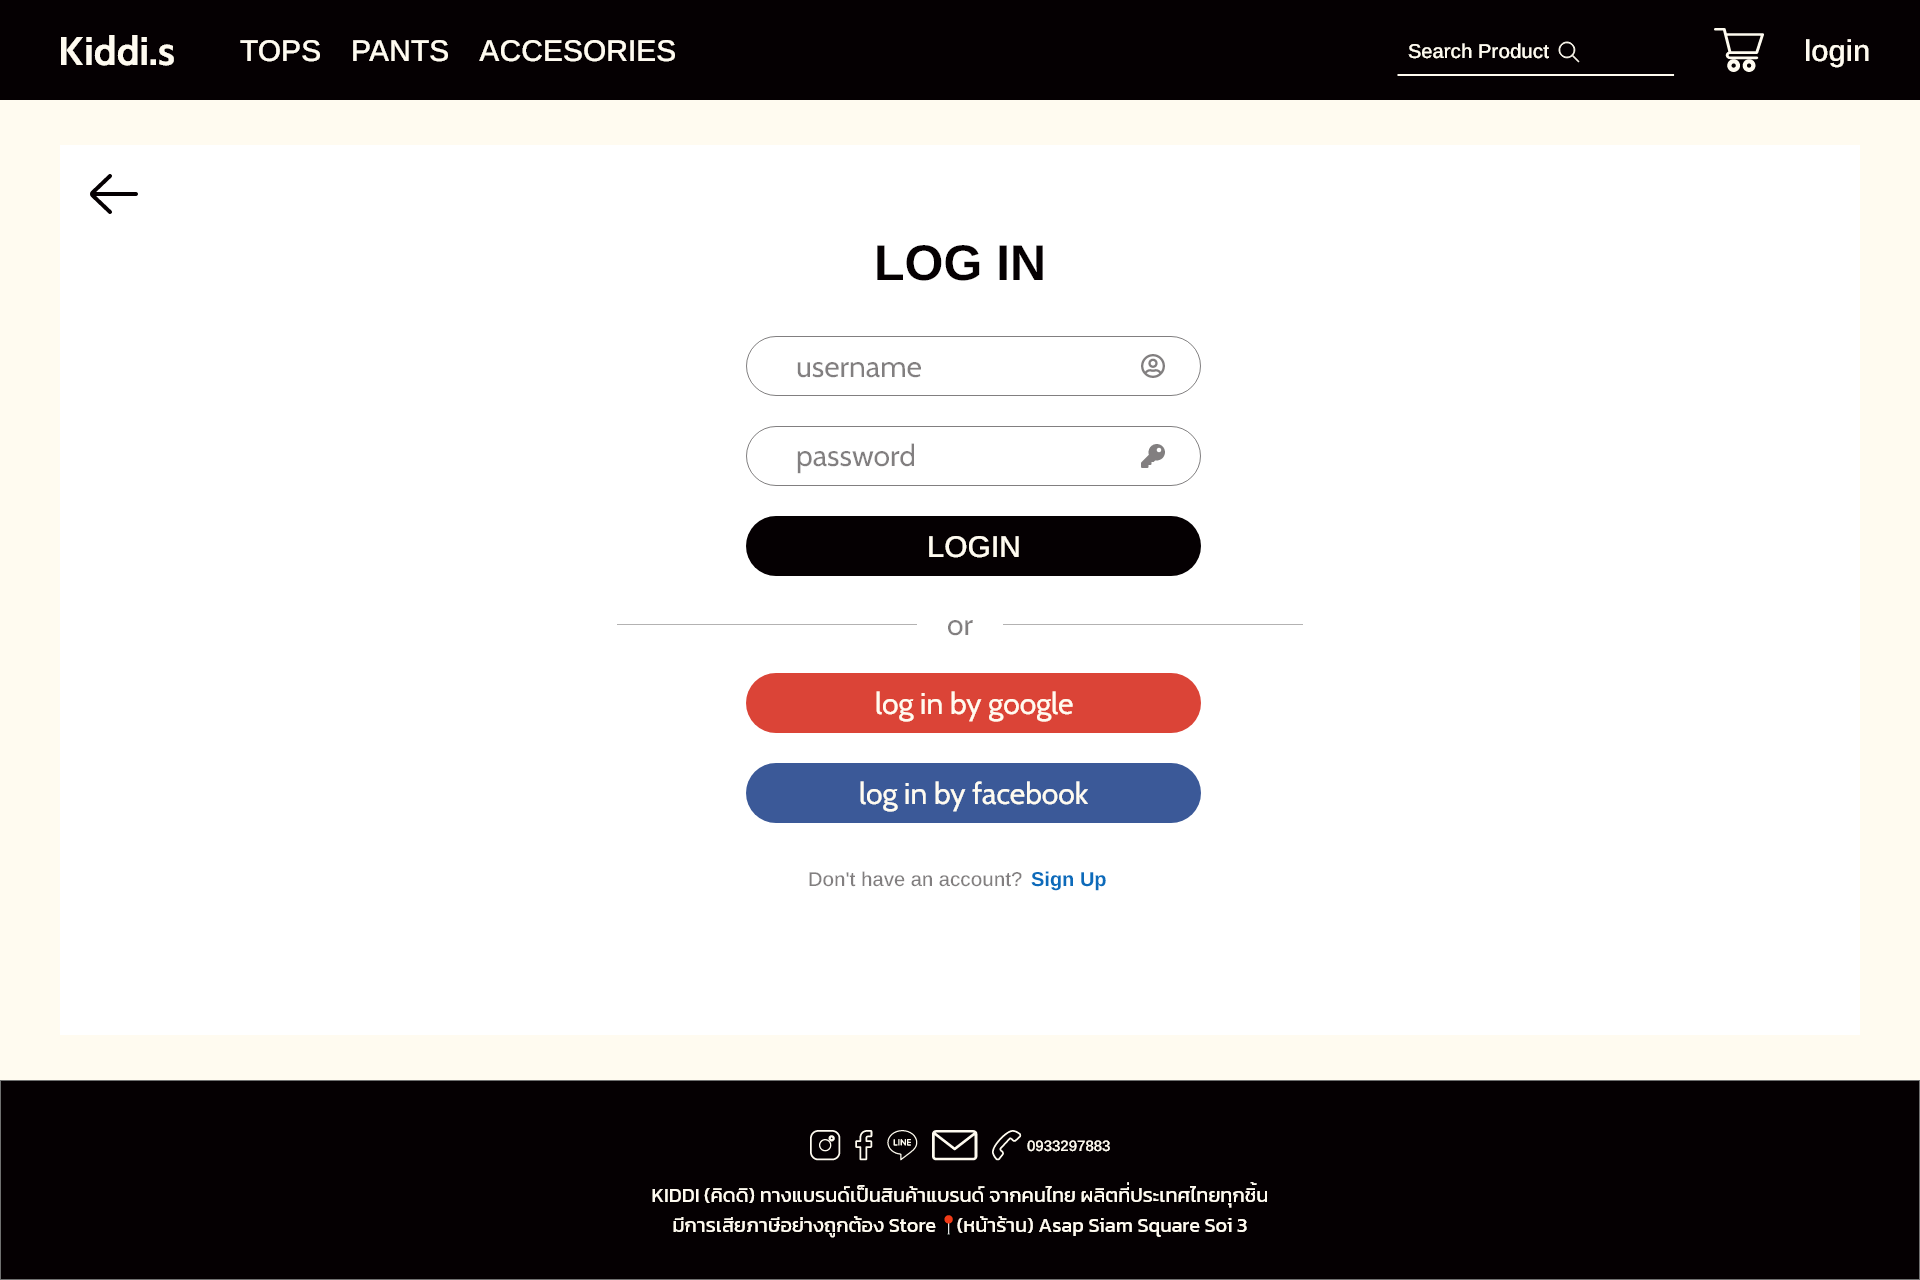 Kiddi.s TOPS PANTS ACCESORIES Search Product login
LOG IN
username
password
LOGIN
or
log in by google
log in by facebook
Don't have an account? Sign Up
LINE 0933297883
KIDDI (คิดดิ) ทางแบรนด์เป็นสินค้าแบรนด์ จากคนไทย ผลิตที่ประเทศไทยทุกชิ้น
มีการเสียภาษีอย่างถูกต้อง Store 📍(หน้าร้าน) Asap Siam Square Soi 3